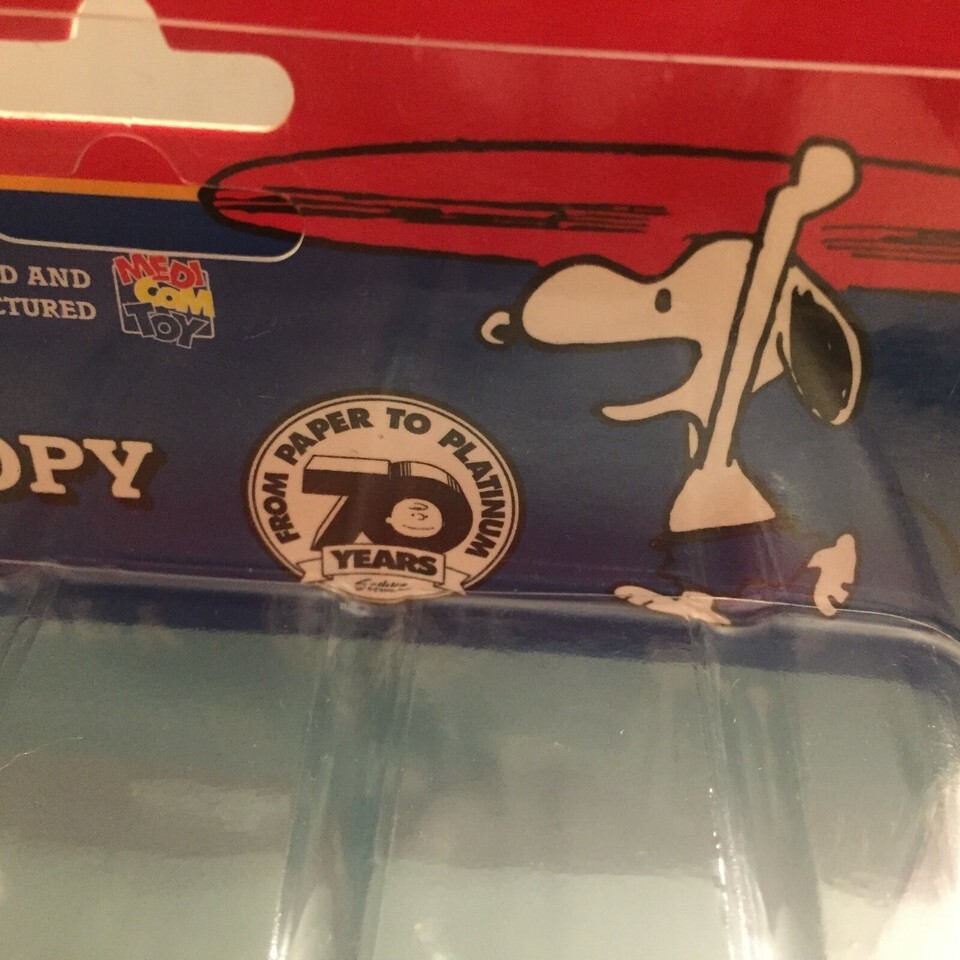 D AND
CTURED
MEDI
COM
TOY
OPY
FROM PAPER TO PLATINUM
70
YEARS